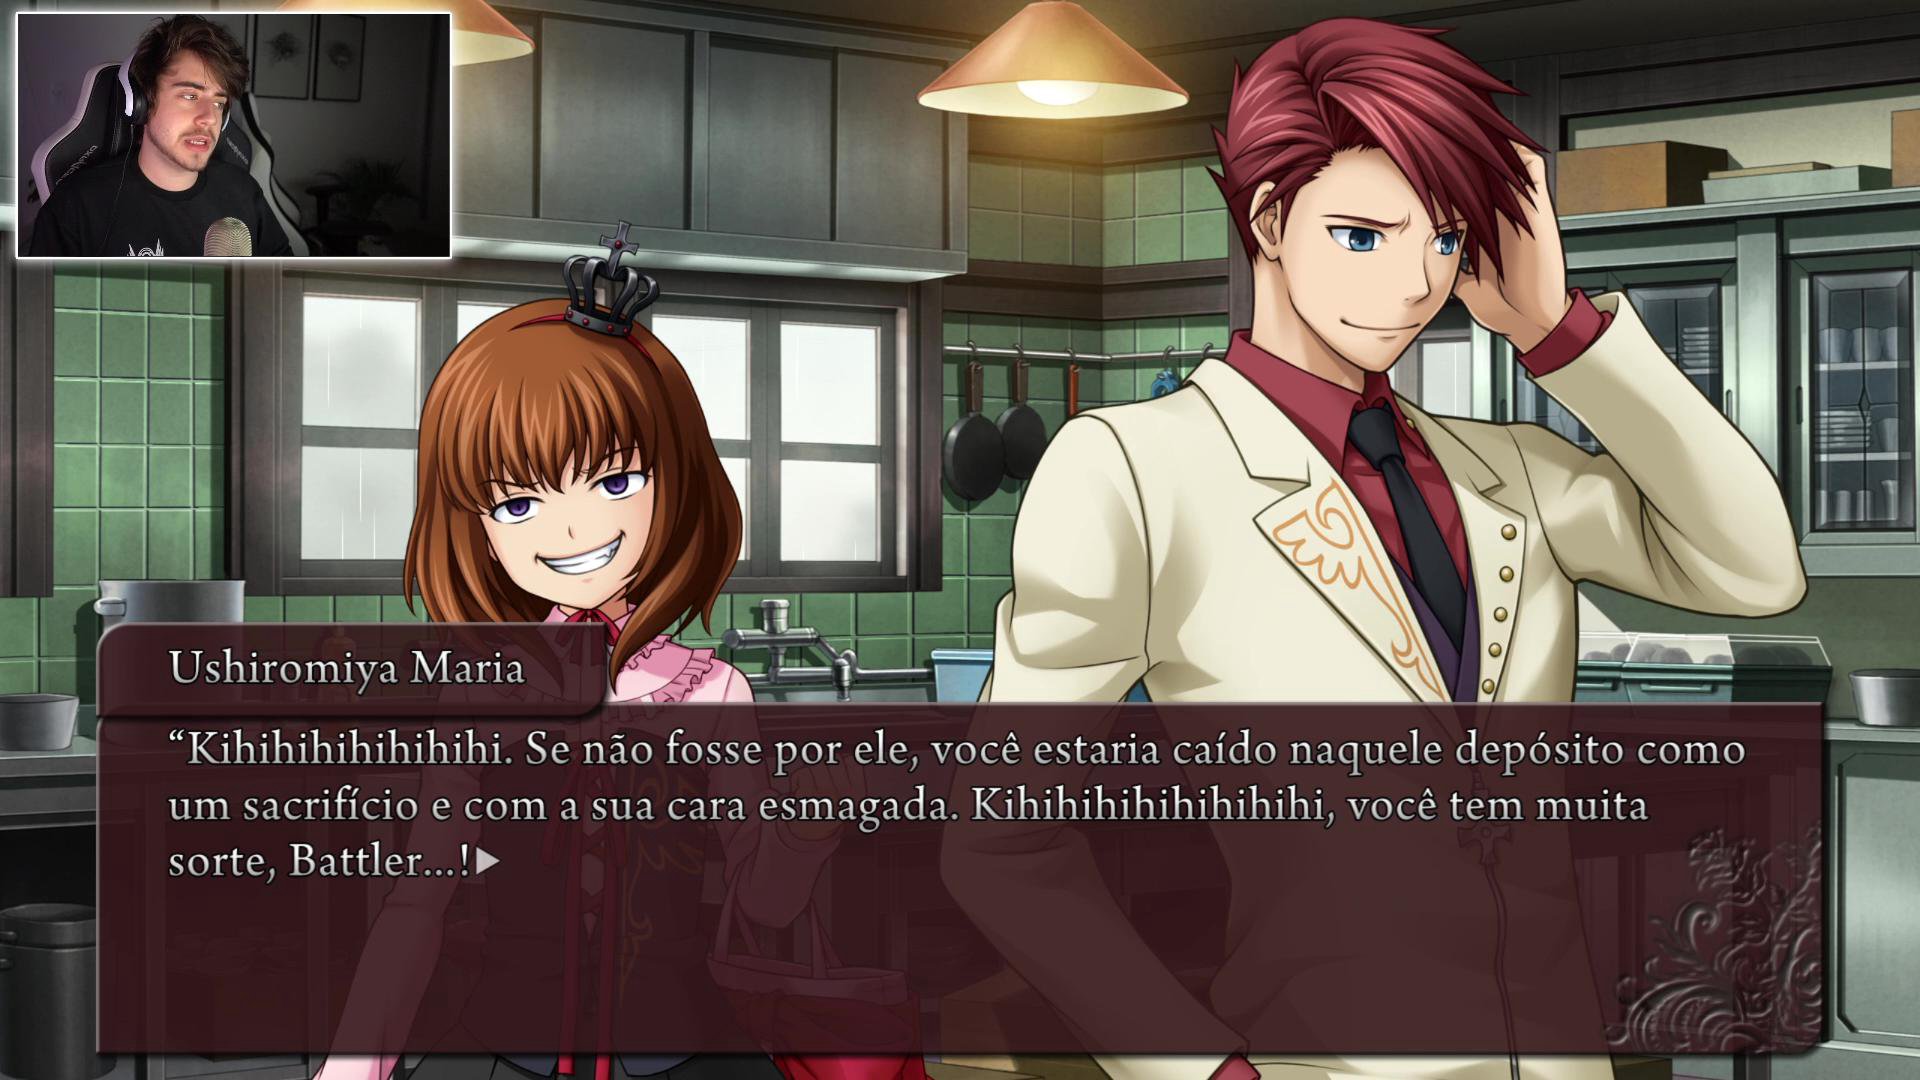 Ushiromiya Maria
“Kihihihihihihihi. Se não fosse por ele, você estaria caído naquele depósito como
um sacrifício e com a sua cara esmagada. Kihihihihihihihihi, você tem muita
sorte, Battler...!